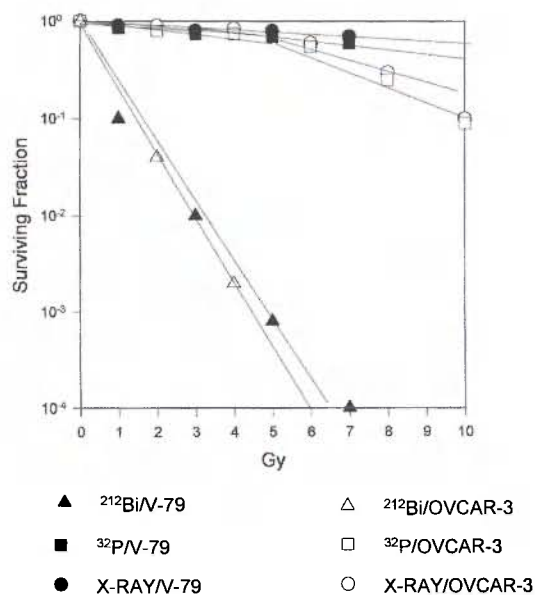 10⁰
10⁻¹
10⁻²
10⁻³
10⁻⁴
Surviving Fraction
0 1 2 3 4 5 6 7 8 9 10
Gy
▲ ²¹²Bi/V-79
△ ²¹²Bi/OVCAR-3
■ ³²P/V-79
□ ³²P/OVCAR-3
● X-RAY/V-79
○ X-RAY/OVCAR-3